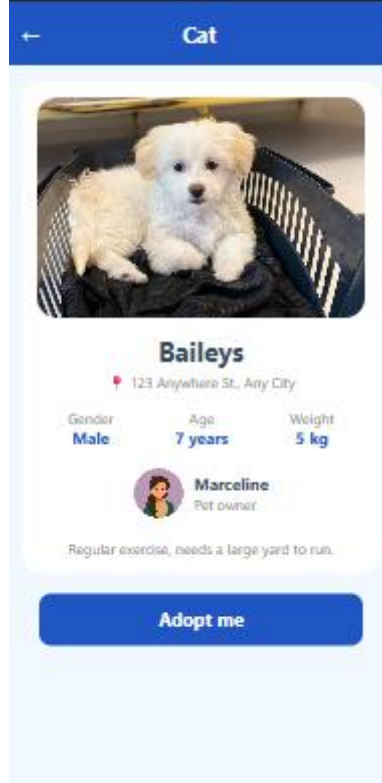 ← Cat
Baileys
📍 123 Anywhere St., Any City
Gender Age Weight
Male 7 years 5 kg
Marceline
Pet owner
Regular exercise, needs a large yard to run.
Adopt me